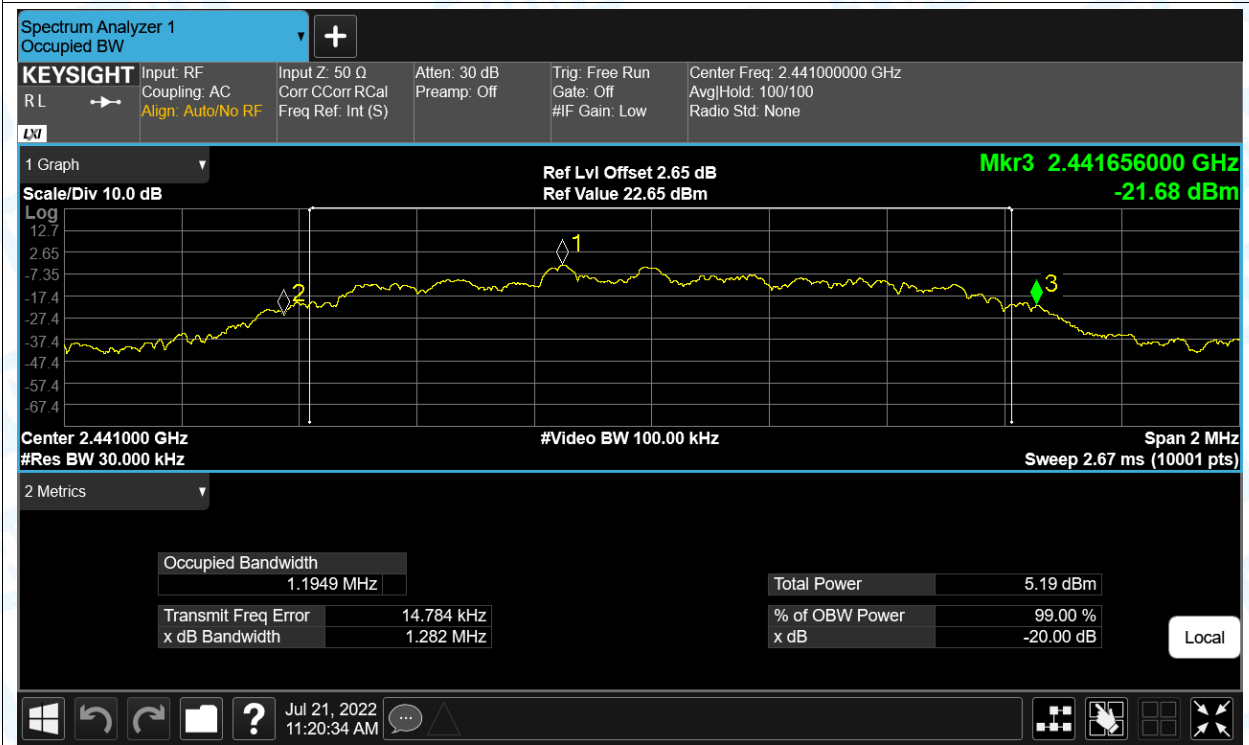 Spectrum Analyzer 1
Occupied BW
▼
+
KEYSIGHT
R L
LXI
Input: RF
Coupling: AC
Align: Auto/No RF
Input Z: 50 Ω
Corr CCorr RCal
Freq Ref: Int (S)
Atten: 30 dB
Preamp: Off
Trig: Free Run
Gate: Off
#IF Gain: Low
Center Freq: 2.441000000 GHz
Avg|Hold: 100/100
Radio Std: None
1 Graph ▼
Scale/Div 10.0 dB
Ref Lvl Offset 2.65 dB
Ref Value 22.65 dBm
Mkr3 2.441656000 GHz
-21.68 dBm
Log
12.7
2.65
-7.35
-17.4
-27.4
-37.4
-47.4
-57.4
-67.4
1
2
3
Center 2.441000 GHz
#Res BW 30.000 kHz
#Video BW 100.00 kHz
Span 2 MHz
Sweep 2.67 ms (10001 pts)
2 Metrics ▼
Occupied Bandwidth
1.1949 MHz
Transmit Freq Error 14.784 kHz
x dB Bandwidth 1.282 MHz
Total Power 5.19 dBm
% of OBW Power 99.00 %
x dB -20.00 dB
Local
?
Jul 21, 2022
11:20:34 AM